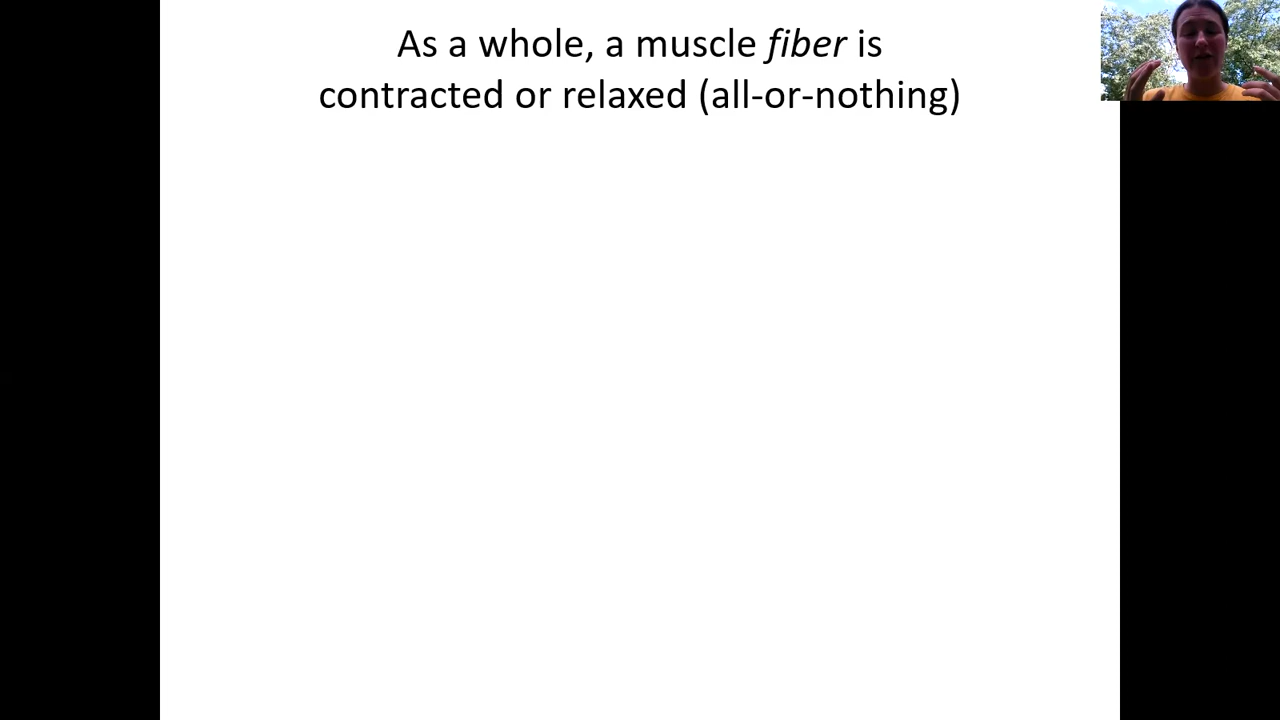 As a whole, a muscle fiber is
contracted or relaxed (all-or-nothing)